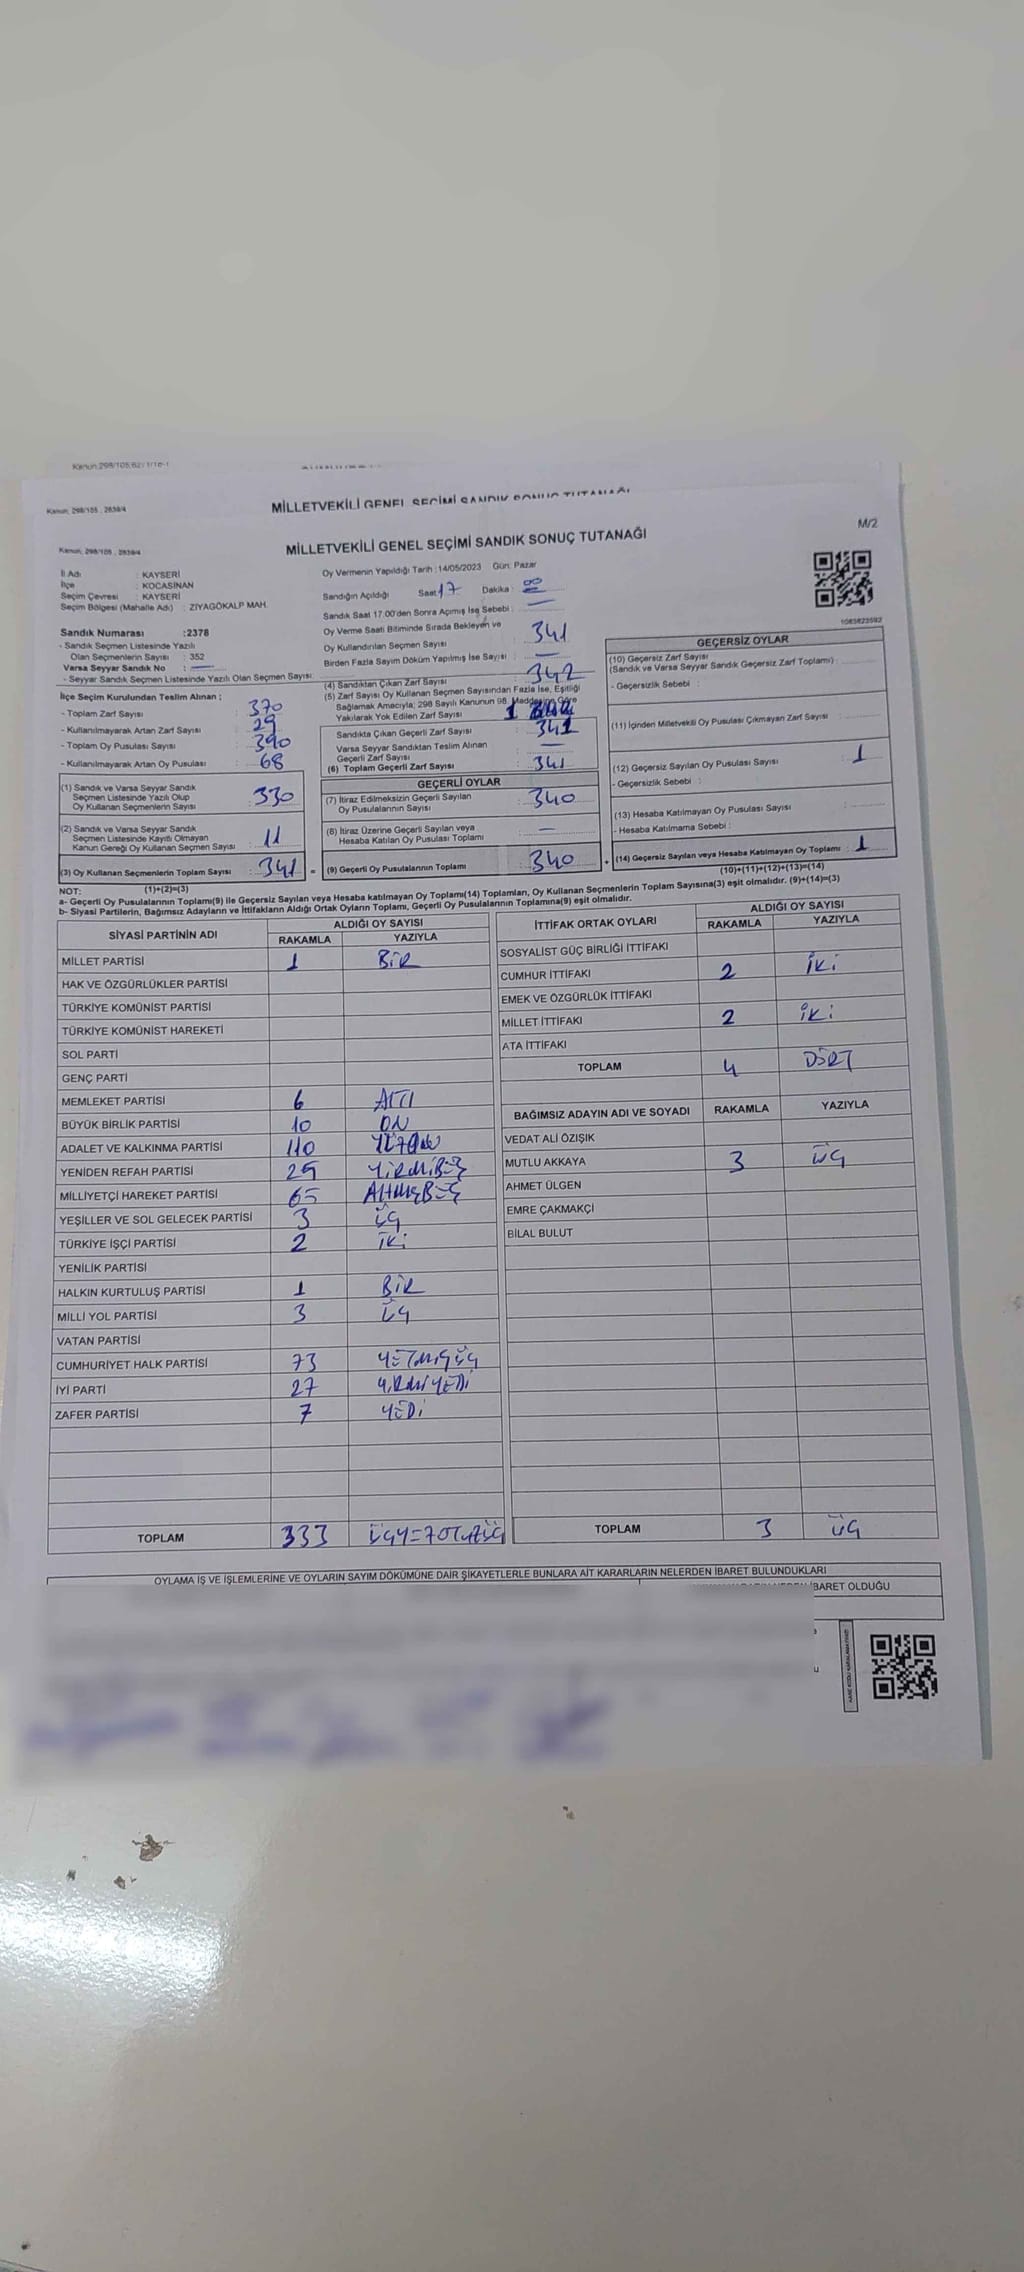 Kanun:298/105,62/1/16-1
Kanun: 298/105 , 2839/4
MİLLETVEKİLİ GENEL SEÇİMİ SANDIK SONUÇ TUTANAĞI
M/2
Kanun: 298/105 , 2839/4
MİLLETVEKİLİ GENEL SEÇİMİ SANDIK SONUÇ TUTANAĞI
İl Adı : KAYSERİ
İlçe : KOCASİNAN
Seçim Çevresi : KAYSERİ
Seçim Bölgesi (Mahalle Adı) : ZİYAGÖKALP MAH.
Sandık Numarası :2378
- Sandık Seçmen Listesinde Yazılı
Olan Seçmenlerin Sayısı : 352
Varsa Seyyar Sandık No : —
- Seyyar Sandık Seçmen Listesinde Yazılı Olan Seçmen Sayısı:
İlçe Seçim Kurulundan Teslim Alınan ;
- Toplam Zarf Sayısı : 370
- Kullanılmayarak Artan Zarf Sayısı : 29
- Toplam Oy Pusulası Sayısı : 390
- Kullanılmayarak Artan Oy Pusulası : 68
(1) Sandık ve Varsa Seyyar Sandık
Seçmen Listesinde Yazılı Olup
Oy Kullanan Seçmenlerin Sayısı : 330
(2) Sandık ve Varsa Seyyar Sandık
Seçmen Listesinde Kayıtlı Olmayan
Kanun Gereği Oy Kullanan Seçmen Sayısı : 11
(3) Oy Kullanan Seçmenlerin Toplam Sayısı : 341 =
Oy Vermenin Yapıldığı Tarih :14/05/2023 Gün: Pazar
Sandığın Açıldığı Saat 17 Dakika : 00
Sandık Saat 17.00'den Sonra Açımış İse Sebebi : —
Oy Verme Saati Bitiminde Sırada Bekleyen ve
Oy Kullandırılan Seçmen Sayısı : 341
Birden Fazla Sayım Döküm Yapılmış İse Sayısı : —
(4) Sandıktan Çıkan Zarf Sayısı : 342
(5) Zarf Sayısı Oy Kullanan Seçmen Sayısından Fazla İse, Eşitliği
Sağlamak Amacıyla; 298 Sayılı Kanunun 98. Maddesine Göre
Yakılarak Yok Edilen Zarf Sayısı : 1
Sandıkta Çıkan Geçerli Zarf Sayısı : 341
Varsa Seyyar Sandıktan Teslim Alınan
Geçerli Zarf Sayısı : —
(6) Toplam Geçerli Zarf Sayısı : 341
GEÇERLİ OYLAR
(7) İtiraz Edilmeksizin Geçerli Sayılan
Oy Pusulalarının Sayısı : 340
(8) İtiraz Üzerine Geçerli Sayılan veya
Hesaba Katılan Oy Pusulası Toplamı : —
(9) Geçerli Oy Pusulalarının Toplamı : 340 +
1083623592
GEÇERSİZ OYLAR
(10) Geçersiz Zarf Sayısı
(Sandık ve Varsa Seyyar Sandık Geçersiz Zarf Toplamı) :
- Geçersizlik Sebebi :
(11) İçinden Milletvekili Oy Pusulası Çıkmayan Zarf Sayısı :
(12) Geçersiz Sayılan Oy Pusulası Sayısı : 1
- Geçersizlik Sebebi :
(13) Hesaba Katılmayan Oy Pusulası Sayısı :
- Hesaba Katılmama Sebebi :
(14) Geçersiz Sayılan veya Hesaba Katılmayan Oy Toplamı : 1
(10)+(11)+(12)+(13)=(14)
NOT: (1)+(2)=(3)
a- Geçerli Oy Pusulalarının Toplamı(9) ile Geçersiz Sayılan veya Hesaba katılmayan Oy Toplamı(14) Toplamları, Oy Kullanan Seçmenlerin Toplam Sayısına(3) eşit olmalıdır. (9)+(14)=(3)
b- Siyasi Partilerin, Bağımsız Adayların ve İttifakların Aldığı Ortak Oyların Toplamı, Geçerli Oy Pusulalarının Toplamına(9) eşit olmalıdır.
SİYASİ PARTİNİN ADI ALDIĞI OY SAYISI
RAKAMLA YAZIYLA
MİLLET PARTİSİ 1 BİR
HAK VE ÖZGÜRLÜKLER PARTİSİ
TÜRKİYE KOMÜNİST PARTİSİ
TÜRKİYE KOMÜNİST HAREKETİ
SOL PARTİ
GENÇ PARTİ
MEMLEKET PARTİSİ 6 ALTI
BÜYÜK BİRLİK PARTİSİ 10 ON
ADALET VE KALKINMA PARTİSİ 110 YÜZON
YENİDEN REFAH PARTİSİ 25 YİRMİBEŞ
MİLLİYETÇİ HAREKET PARTİSİ 65 ALTMIŞBEŞ
YEŞİLLER VE SOL GELECEK PARTİSİ 3 ÜÇ
TÜRKİYE İŞÇİ PARTİSİ 2 İKİ
YENİLİK PARTİSİ
HALKIN KURTULUŞ PARTİSİ 1 BİR
MİLLİ YOL PARTİSİ 3 ÜÇ
VATAN PARTİSİ
CUMHURİYET HALK PARTİSİ 73 YETMİŞÜÇ
İYİ PARTİ 27 YİRMİYEDİ
ZAFER PARTİSİ 7 YEDİ
TOPLAM 333 ÜÇYÜZOTUZÜÇ
İTTİFAK ORTAK OYLARI ALDIĞI OY SAYISI
RAKAMLA YAZIYLA
SOSYALİST GÜÇ BİRLİĞİ İTTİFAKI
CUMHUR İTTİFAKI 2 İKİ
EMEK VE ÖZGÜRLÜK İTTİFAKI
MİLLET İTTİFAKI 2 İKİ
ATA İTTİFAKI
TOPLAM 4 DÖRT
BAĞIMSIZ ADAYIN ADI VE SOYADI RAKAMLA YAZIYLA
VEDAT ALİ ÖZIŞIK
MUTLU AKKAYA 3 ÜÇ
AHMET ÜLGEN
EMRE ÇAKMAKÇİ
BİLAL BULUT
TOPLAM 3 ÜÇ
OYLAMA İŞ VE İŞLEMLERİNE VE OYLARIN SAYIM DÖKÜMÜNE DAİR ŞİKAYETLERLE BUNLARA AİT KARARLARIN NELERDEN İBARET BULUNDUKLARI
İBARET OLDUĞU